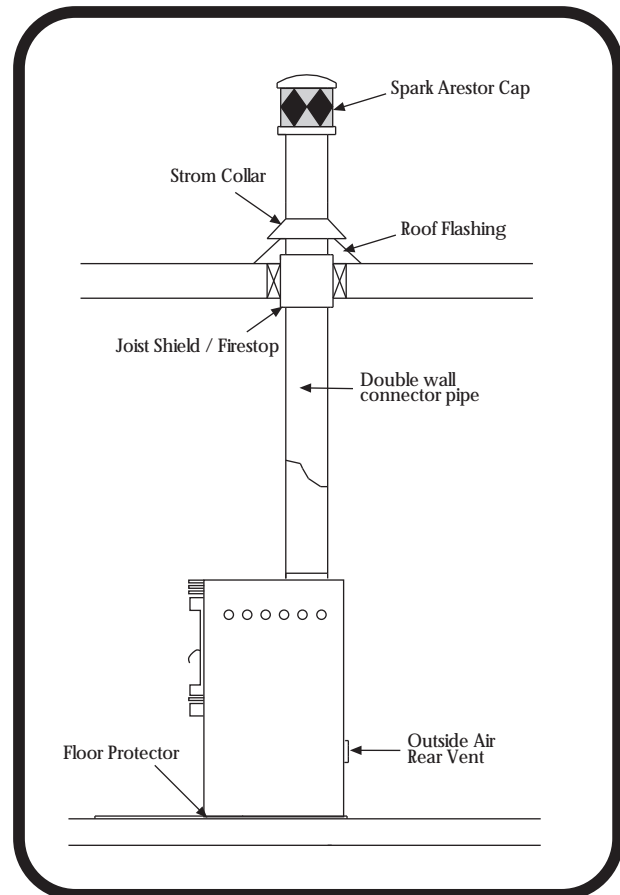 Spark Arestor Cap
Strom Collar
Roof Flashing
Joist Shield / Firestop
Double wall
connector pipe
Outside Air
Rear Vent
Floor Protector